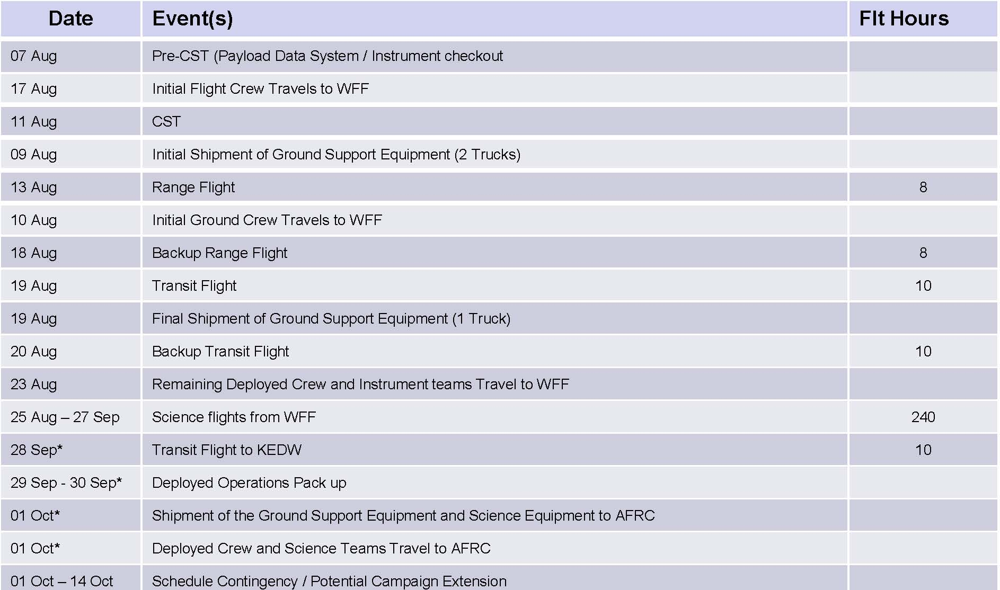 Date Event(s) Flt Hours
07 Aug Pre-CST (Payload Data System / Instrument checkout
17 Aug Initial Flight Crew Travels to WFF
11 Aug CST
09 Aug Initial Shipment of Ground Support Equipment (2 Trucks)
13 Aug Range Flight 8
10 Aug Initial Ground Crew Travels to WFF
18 Aug Backup Range Flight 8
19 Aug Transit Flight 10
19 Aug Final Shipment of Ground Support Equipment (1 Truck)
20 Aug Backup Transit Flight 10
23 Aug Remaining Deployed Crew and Instrument teams Travel to WFF
25 Aug – 27 Sep Science flights from WFF 240
28 Sep* Transit Flight to KEDW 10
29 Sep - 30 Sep* Deployed Operations Pack up
01 Oct* Shipment of the Ground Support Equipment and Science Equipment to AFRC
01 Oct* Deployed Crew and Science Teams Travel to AFRC
01 Oct – 14 Oct Schedule Contingency / Potential Campaign Extension